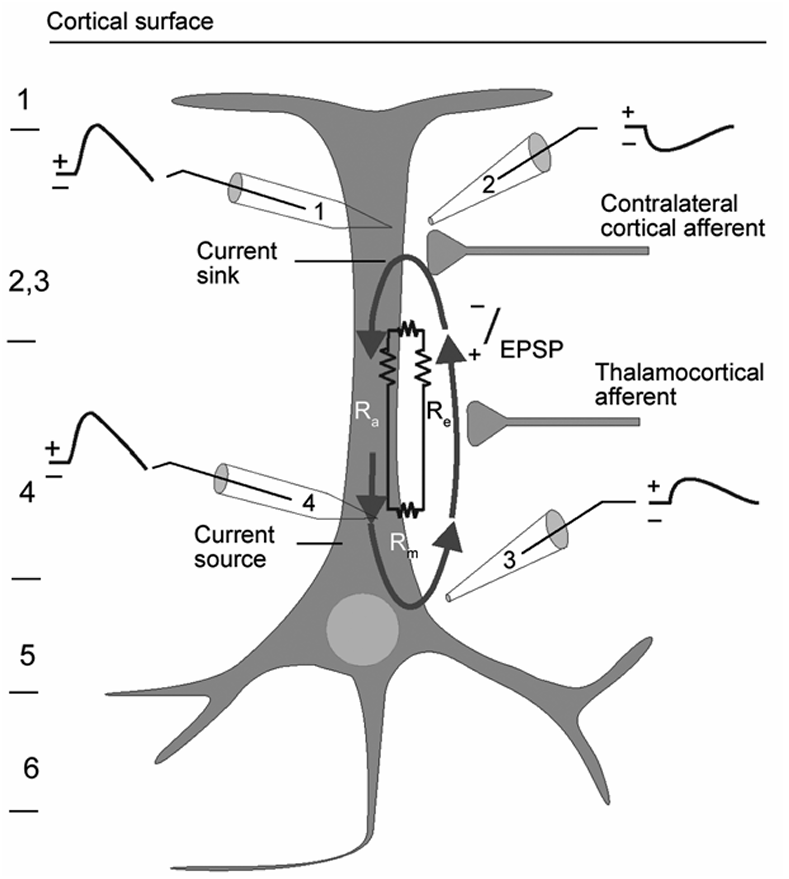 Cortical surface
1
+
−
1
+
−
2
Contralateral
cortical afferent
Current
sink
2,3
−
/
+
EPSP
Thalamocortical
afferent
Ra
Re
+
−
4
4
+
−
3
Current
source
Rm
5
6